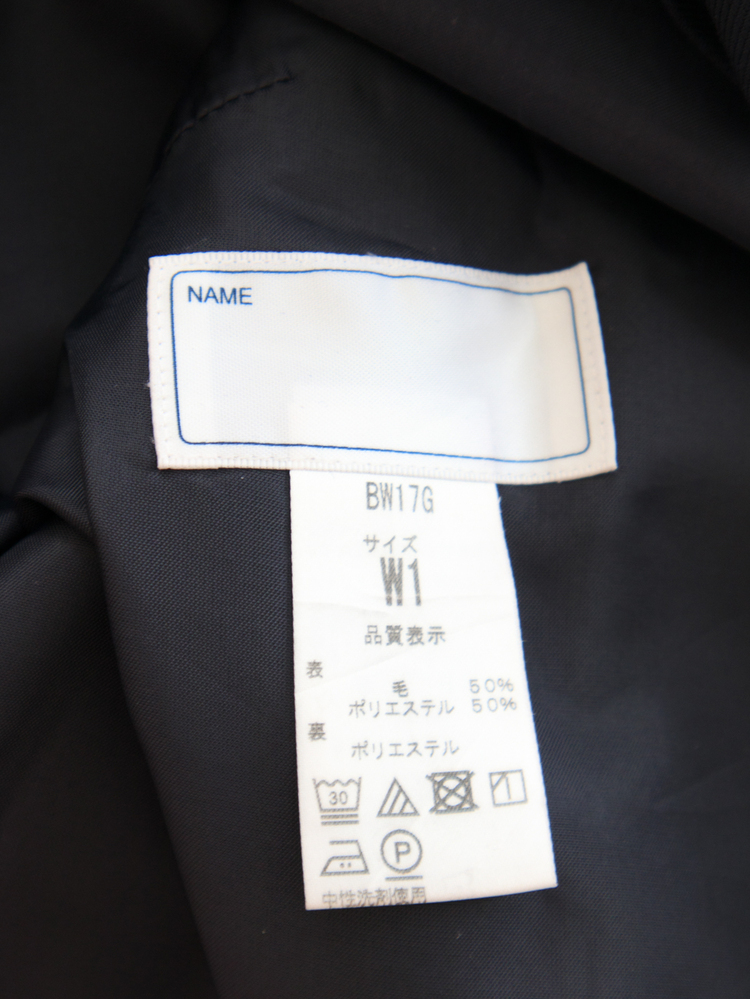 NAME
BW17G
サイズ
W1
品質表示
表
毛 50%
ポリエステル 50%
裏
ポリエステル
30
P
中性洗剤使用